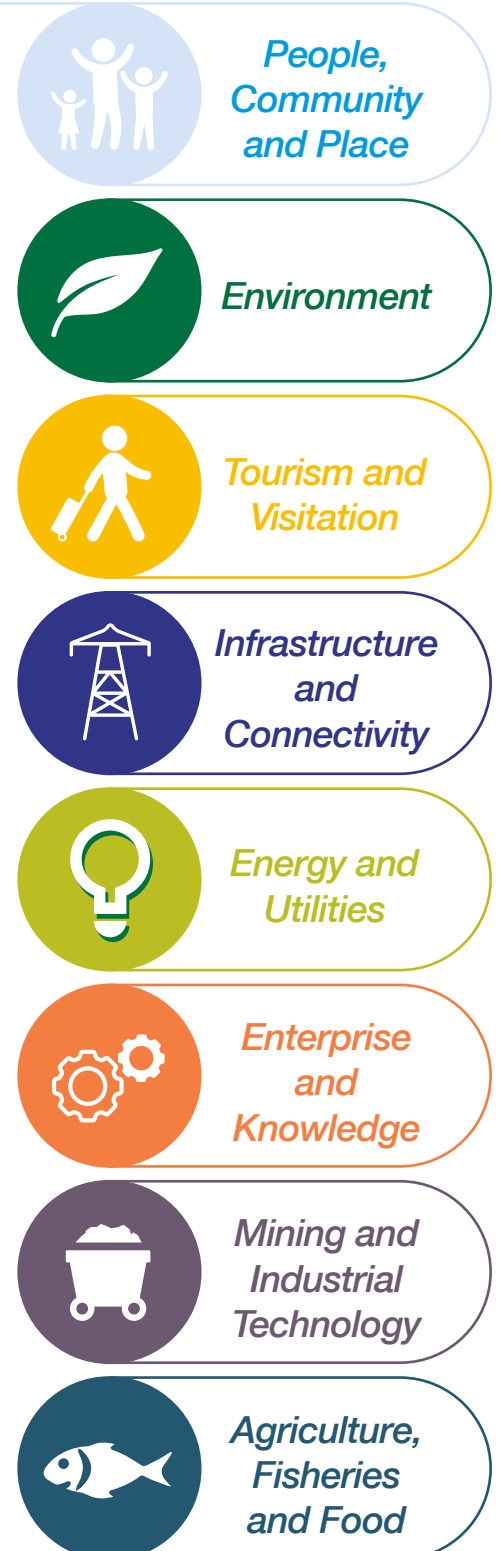 People,
Community
and Place
Environment
Tourism and
Visitation
Infrastructure
and
Connectivity
Energy and
Utilities
Enterprise
and
Knowledge
Mining and
Industrial
Technology
Agriculture,
Fisheries
and Food